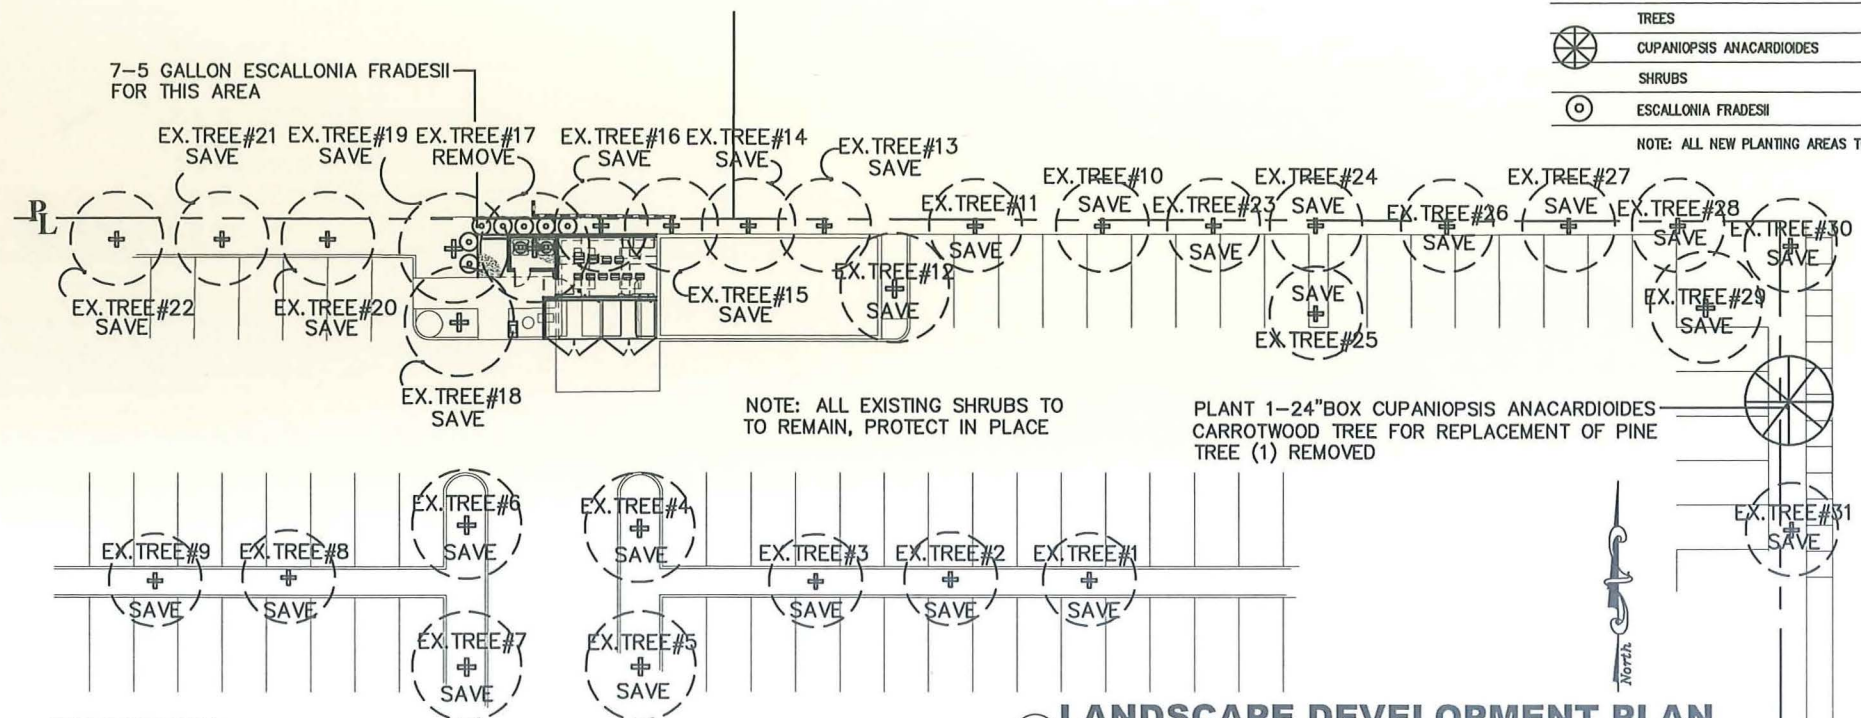 TREES
CUPANIOPSIS ANACARDIOIDES
SHRUBS
ESCALLONIA FRADESII
NOTE: ALL NEW PLANTING AREAS T
7-5 GALLON ESCALLONIA FRADESII
FOR THIS AREA
EX.TREE#21
SAVE
EX.TREE#19
SAVE
EX.TREE#17
REMOVE
EX.TREE#16
SAVE
EX.TREE#14
SAVE
EX.TREE#13
SAVE
EX.TREE#11
SAVE
EX.TREE#10
SAVE
EX.TREE#23
SAVE
EX.TREE#24
SAVE
EX.TREE#26
SAVE
EX.TREE#27
SAVE
EX.TREE#28
SAVE
EX.TREE#30
SAVE
PL
EX.TREE#22
SAVE
EX.TREE#20
SAVE
EX.TREE#15
SAVE
EX.TREE#12
SAVE
SAVE
EX.TREE#25
EX.TREE#29
SAVE
EX.TREE#18
SAVE
NOTE: ALL EXISTING SHRUBS TO
TO REMAIN, PROTECT IN PLACE
PLANT 1-24"BOX CUPANIOPSIS ANACARDIOIDES
CARROTWOOD TREE FOR REPLACEMENT OF PINE
TREE (1) REMOVED
EX.TREE#6
SAVE
EX.TREE#4
SAVE
EX.TREE#31
SAVE
EX.TREE#9
SAVE
EX.TREE#8
SAVE
EX.TREE#3
SAVE
EX.TREE#2
SAVE
EX.TREE#1
SAVE
EX.TREE#7
SAVE
EX.TREE#5
SAVE
North
LANDSCAPE DEVELOPMENT PLAN